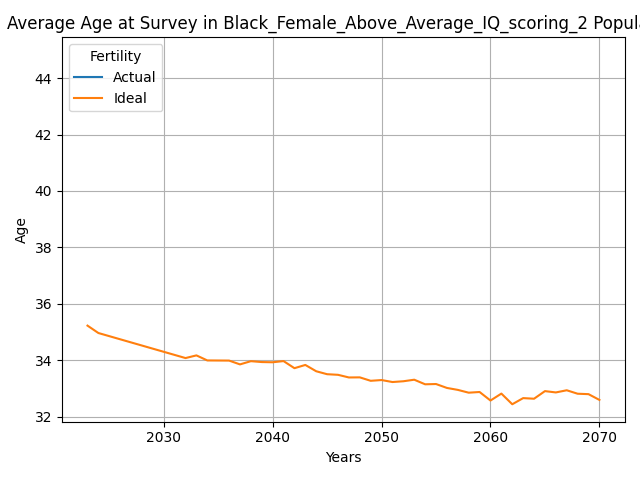 Average Age at Survey in Black_Female_Above_Average_IQ_scoring_2 Popul
Fertility
Actual
Ideal
44
42
40
38
36
34
32
Age
2030 2040 2050 2060 2070
Years